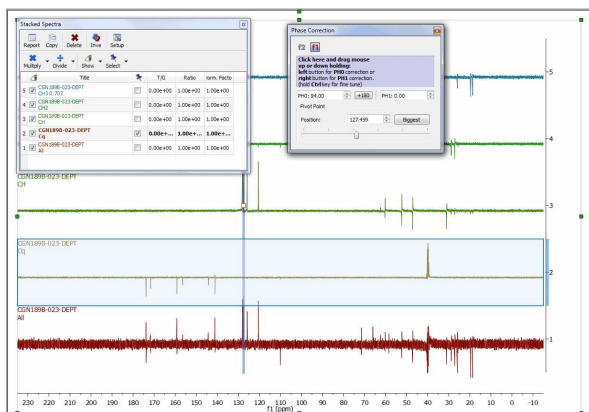 Stacked Spectra
Report Copy Delete Inve Setup
Multiply Divide Show Select
Title T/G Ratio orm. Facto
5 CGN189B-023-DEPT 0.00e+00 1.00e+00 1.00e+00
CH3 0.707
4 CGN189B-023-DEPT 0.00e+00 1.00e+00 1.00e+00
CH2
3 CGN189B-023-DEPT 0.00e+00 1.00e+00 1.00e+00
CH
2 CGN189B-023-DEPT 0.00e+... 1.00e+... 1.00e+...
Cq
1 CGN189B-023-DEPT 0.00e+00 1.00e+00 1.00e+00
All
Phase Correction
f2 f1
Click here and drag mouse
up or down holding:
left button for PH0 correction or
right button for PH1 correction.
(hold Ctrl key for fine tune)
PH0: 94.00 +180 PH1: 0.00
Pivot Point
Position: 127.459 Biggest
5
4
CGN189B-023-DEPT
CH
3
CGN189B-023-DEPT
Cq
2
CGN189B-023-DEPT
All
1
230 220 210 200 190 180 170 160 150 140 130 120 110 100 90 80 70 60 50 40 30 20 10 0 -10
f1 (ppm)